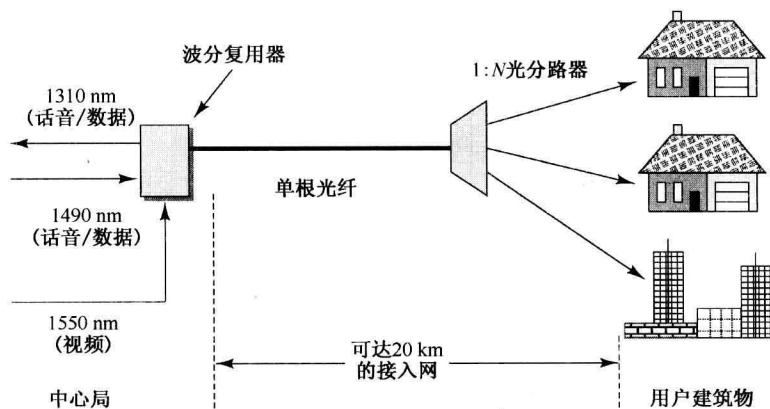 波分复用器
1:N光分路器
1310 nm
(话音/数据)
单根光纤
1490 nm
(话音/数据)
1550 nm
(视频)
可达20 km
的接入网
中心局
用户建筑物